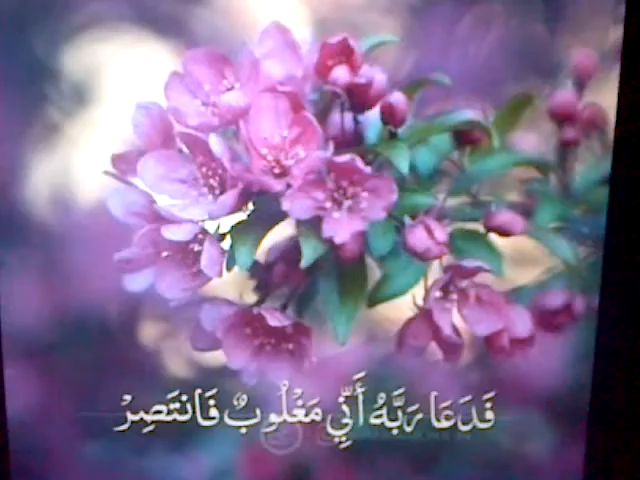 فَدَعَا رَبَّهُ أَنِّي مَغْلُوبٌ فَانتَصِرْ